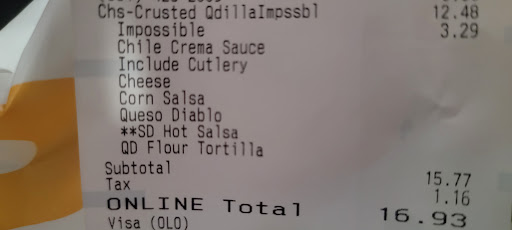 Chs-Crusted QdillaImpssbl 12.48
Impossible 3.29
Chile Crema Sauce
Include Cutlery
Cheese
Corn Salsa
Queso Diablo
**SD Hot Salsa
QD Flour Tortilla
Subtotal 15.77
Tax 1.16
ONLINE Total 16.93
Visa (OLO)